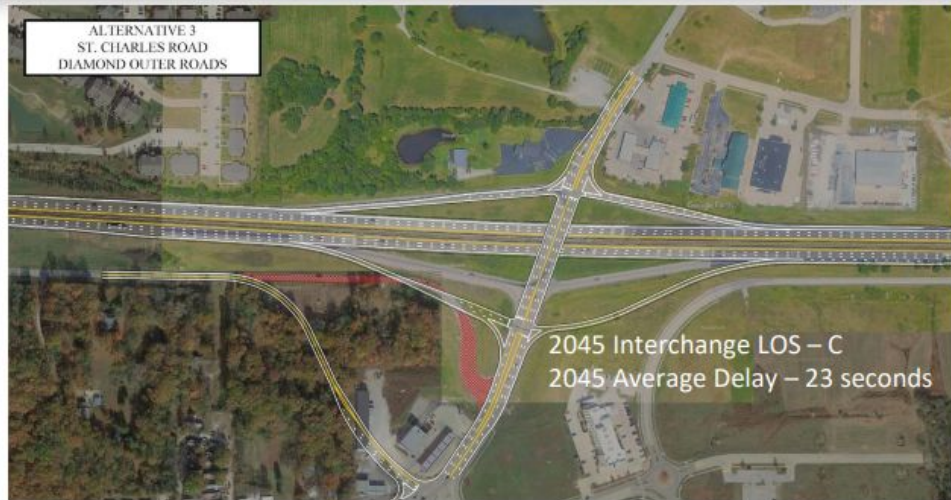 ALTERNATIVE 3
ST. CHARLES ROAD
DIAMOND OUTER ROADS
2045 Interchange LOS – C
2045 Average Delay – 23 seconds